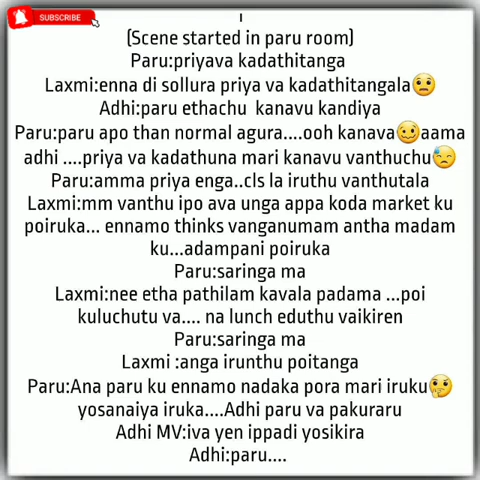 SUBSCRIBE
(Scene started in paru room)
Paru:priyava kadathitanga
Laxmi:enna di sollura priya va kadathitangala😦
Adhi:paru ethachu kanavu kandiya
Paru:paru apo than normal agura....ooh kanava🥴aama
adhi ....priya va kadathuna mari kanavu vanthuchu😓
Paru:amma priya enga..cls la iruthu vanthutala
Laxmi:mm vanthu ipo ava unga appa koda market ku
poiruka... ennamo thinks vanganumam antha madam
ku...adampani poiruka
Paru:saringa ma
Laxmi:nee etha pathilam kavala padama ...poi
kuluchutu va.... na lunch eduthu vaikiren
Paru:saringa ma
Laxmi :anga irunthu poitanga
Paru:Ana paru ku ennamo nadaka pora mari iruku🤔
yosanaiya iruka....Adhi paru va pakuraru
Adhi MV:iva yen ippadi yosikira
Adhi:paru....